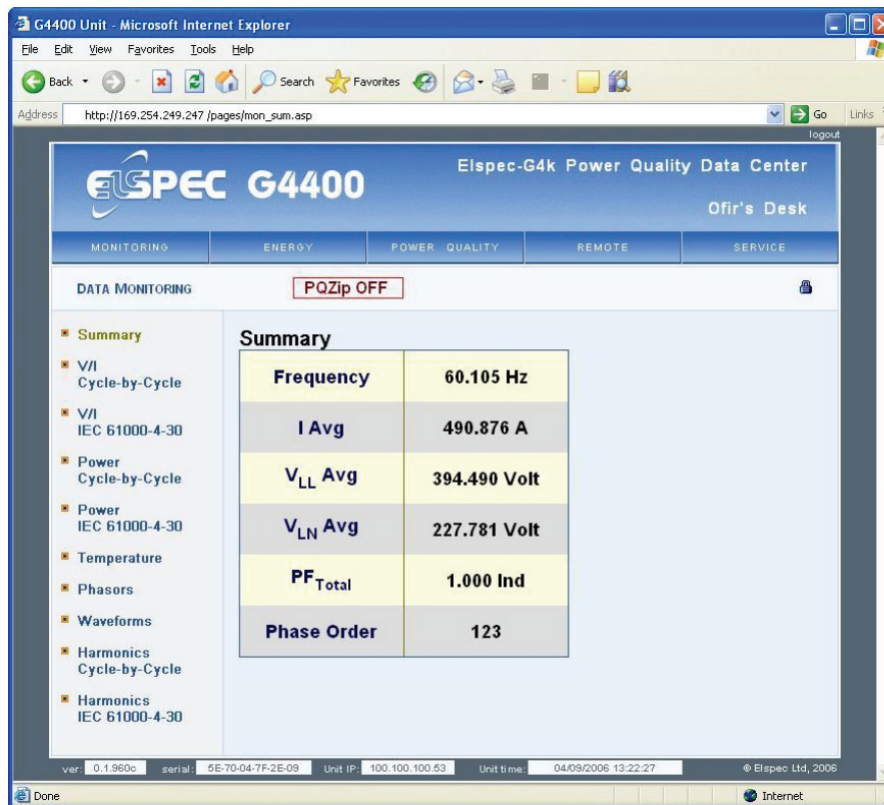 G4400 Unit - Microsoft Internet Explorer
File Edit View Favorites Tools Help
Back Search Favorites
Address http://169.254.249.247 /pages/mon_sum.asp Go Links
logout
ELSPEC G4400 Elspec-G4k Power Quality Data Center
Ofir's Desk
MONITORING ENERGY POWER QUALITY REMOTE SERVICE
DATA MONITORING PQZip OFF
Summary
V/I
Cycle-by-Cycle
V/I
IEC 61000-4-30
Power
Cycle-by-Cycle
Power
IEC 61000-4-30
Temperature
Phasors
Waveforms
Harmonics
Cycle-by-Cycle
Harmonics
IEC 61000-4-30
Summary
Frequency 60.105 Hz
I Avg 490.876 A
VLL Avg 394.490 Volt
VLN Avg 227.781 Volt
PFTotal 1.000 Ind
Phase Order 123
ver: 0.1.960c serial: 5E-70-04-7F-2E-09 Unit IP: 100.100.100.53 Unit time: 04/09/2006 13:22:27 © Elspec Ltd, 2006
Done Internet